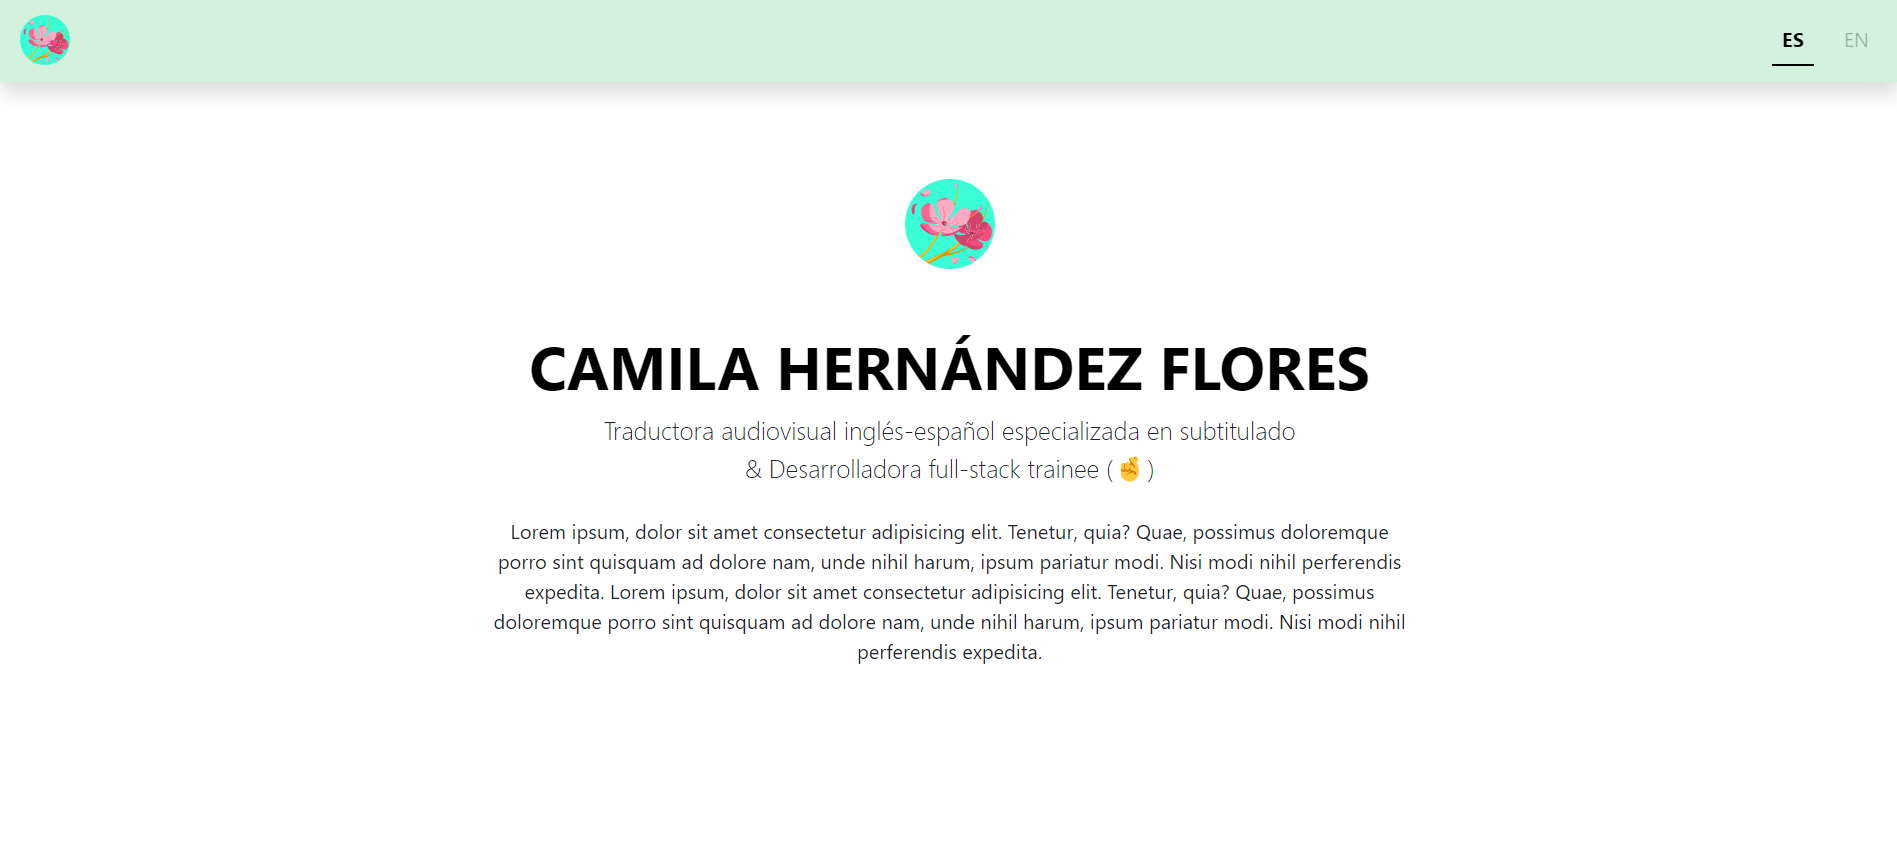 ES EN
CAMILA HERNÁNDEZ FLORES
Traductora audiovisual inglés-español especializada en subtitulado
& Desarrolladora full-stack trainee (🤞)
Lorem ipsum, dolor sit amet consectetur adipisicing elit. Tenetur, quia? Quae, possimus doloremque
porro sint quisquam ad dolore nam, unde nihil harum, ipsum pariatur modi. Nisi modi nihil perferendis
expedita. Lorem ipsum, dolor sit amet consectetur adipisicing elit. Tenetur, quia? Quae, possimus
doloremque porro sint quisquam ad dolore nam, unde nihil harum, ipsum pariatur modi. Nisi modi nihil
perferendis expedita.